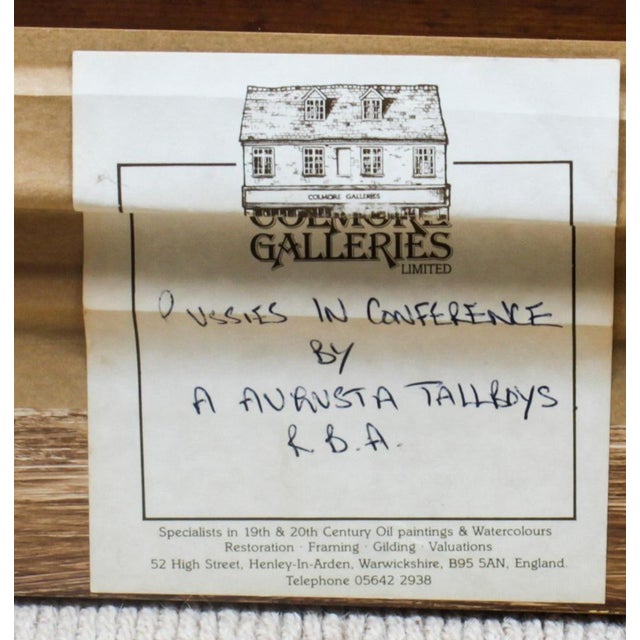 COLMORE GALLERIES
COLMORE
GALLERIES
LIMITED
PUSSIES IN CONFERENCE
BY
A AUGUSTA TALLBOYS
R.B.A.
Specialists in 19th & 20th Century Oil paintings & Watercolours
Restoration · Framing · Gilding · Valuations
52 High Street, Henley-In-Arden, Warwickshire, B95 5AN, England.
Telephone 05642 2938